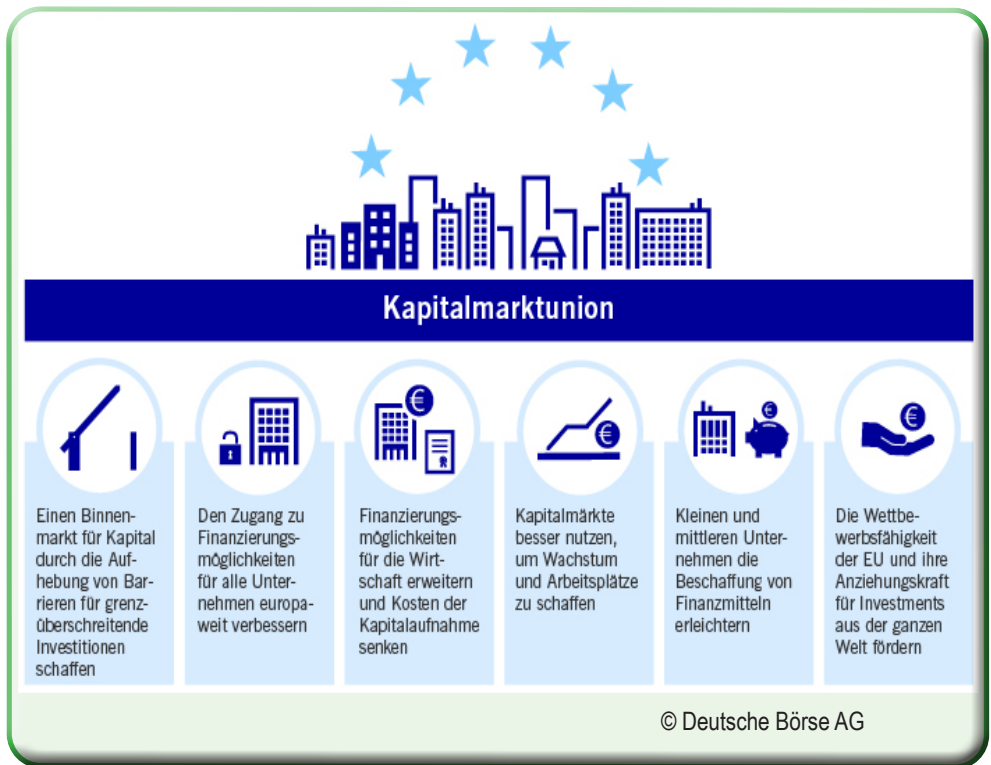 Kapitalmarktunion
Einen Binnen-
markt für Kapital
durch die Auf-
hebung von Bar-
rieren für grenz-
überschreitende
Investitionen
schaffen
Den Zugang zu
Finanzierungs-
möglichkeiten
für alle Unter-
nehmen europa-
weit verbessern
Finanzierungs-
möglichkeiten
für die Wirt-
schaft erweitern
und Kosten der
Kapitalaufnahme
senken
Kapitalmärkte
besser nutzen,
um Wachstum
und Arbeitsplätze
zu schaffen
Kleinen und
mittleren Unter-
nehmen die
Beschaffung von
Finanzmitteln
erleichtern
Die Wettbe-
werbsfähigkeit
der EU und ihre
Anziehungskraft
für Investments
aus der ganzen
Welt fördern
© Deutsche Börse AG